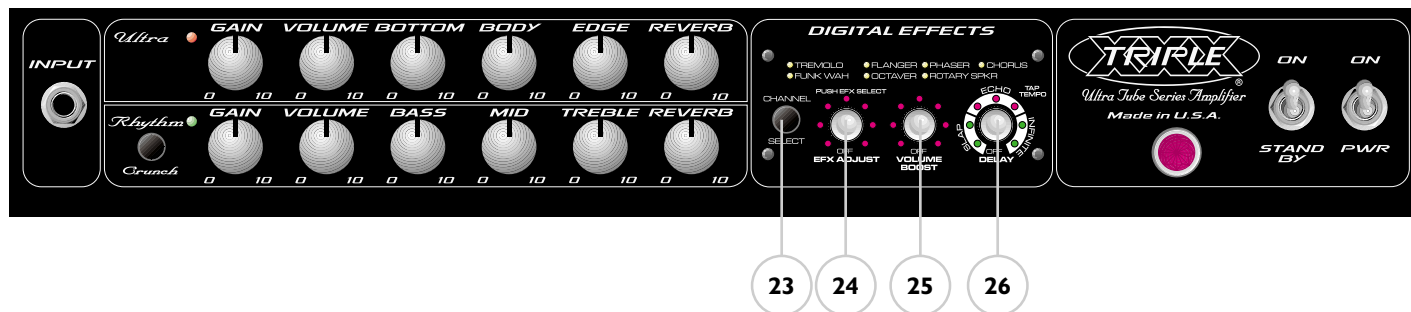 INPUT
Ultra
GAIN VOLUME BOTTOM BODY EDGE REVERB
0 10 0 10 0 10 0 10 0 10 0 10
Rhythm
Crunch
GAIN VOLUME BASS MID TREBLE REVERB
0 10 0 10 0 10 0 10 0 10 0 10
DIGITAL EFFECTS
TREMOLO FLANGER PHASER CHORUS
FUNK WAH OCTAVER ROTARY SPKR
CHANNEL
SELECT
PUSH EFX SELECT
OFF
EFX ADJUST
OFF
VOLUME
BOOST
TAP
TEMPO
SLAP ECHO INFINITE
OFF
DELAY
TRIPLE XXX ®
Ultra Tube Series Amplifier
Made in U.S.A.
ON ON
STAND
BY
PWR
23 24 25 26